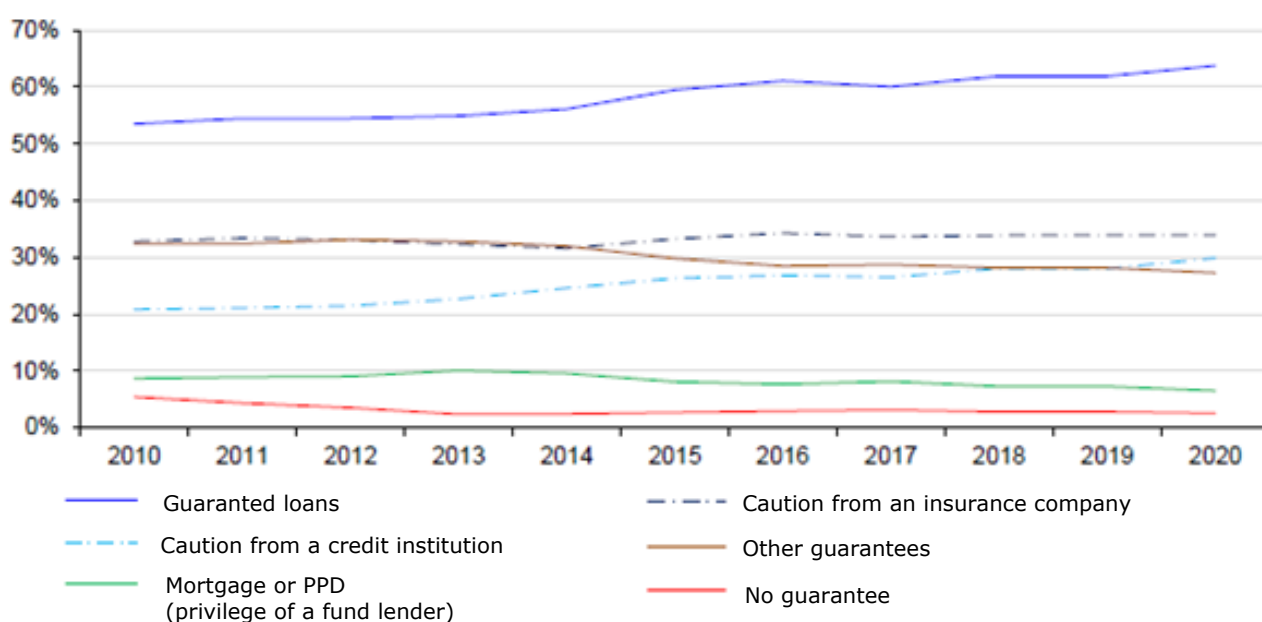 70%
60%
50%
40%
30%
20%
10%
0%
2010 2011 2012 2013 2014 2015 2016 2017 2018 2019 2020
Guaranted loans
Caution from an insurance company
Caution from a credit institution
Other guarantees
Mortgage or PPD
(privilege of a fund lender)
No guarantee